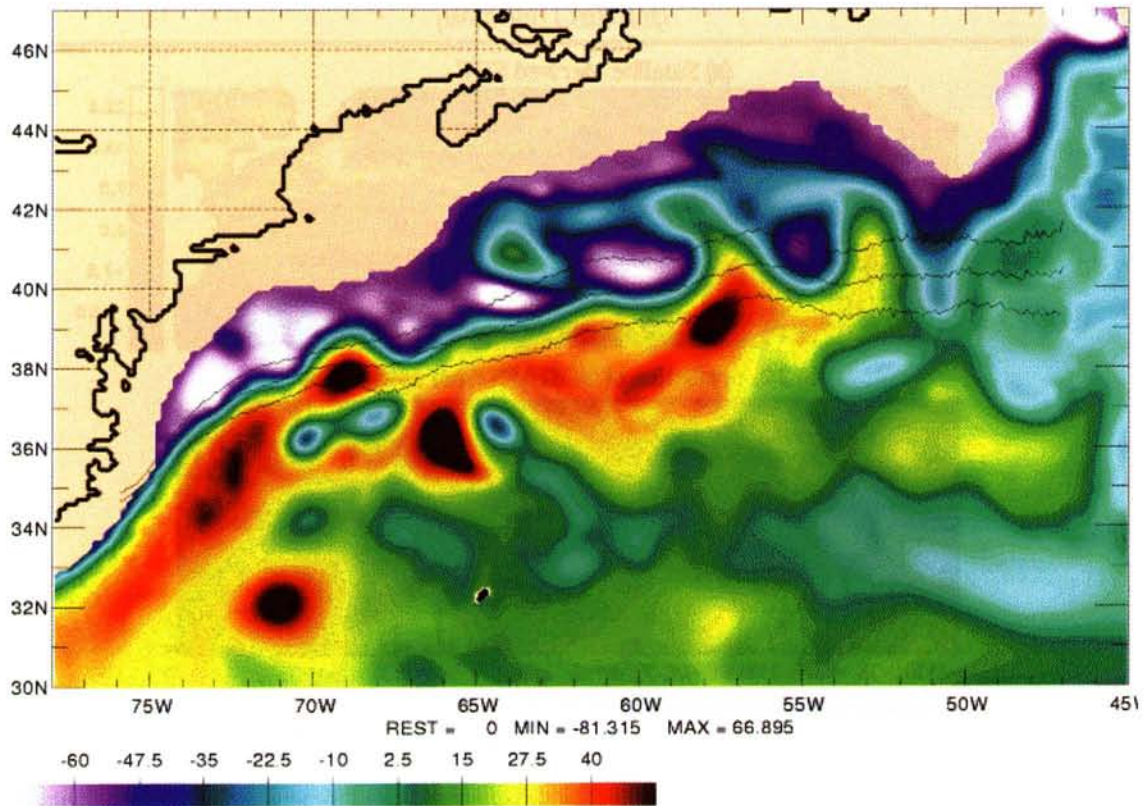 46N
44N
42N
40N
38N
36N
34N
32N
30N
75W 70W 65W 60W 55W 50W 45W
REST = 0 MIN = -81.315 MAX = 66.895
-60 -47.5 -35 -22.5 -10 2.5 15 27.5 40